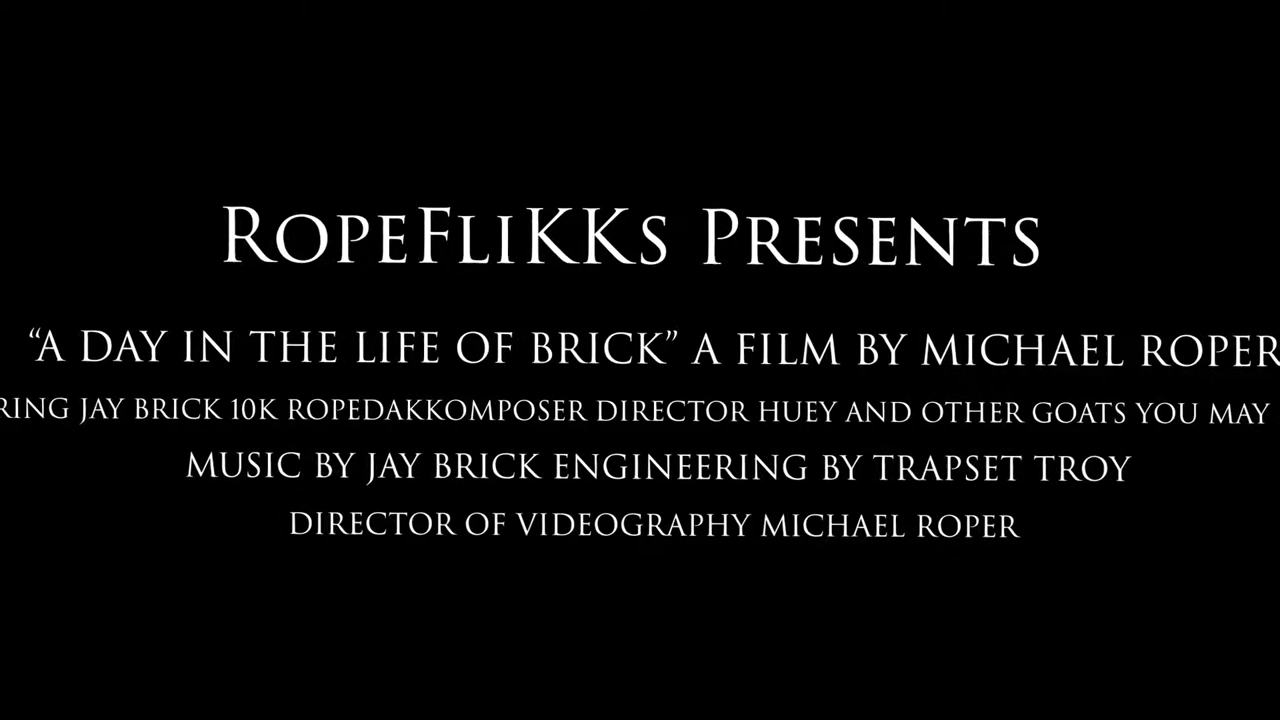 RopeFliKKs Presents
“A DAY IN THE LIFE OF BRICK” A FILM BY MICHAEL ROPER
RING JAY BRICK 10K ROPEDAKKOMPOSER DIRECTOR HUEY AND OTHER GOATS YOU MAY
MUSIC BY JAY BRICK ENGINEERING BY TRAPSET TROY
DIRECTOR OF VIDEOGRAPHY MICHAEL ROPER